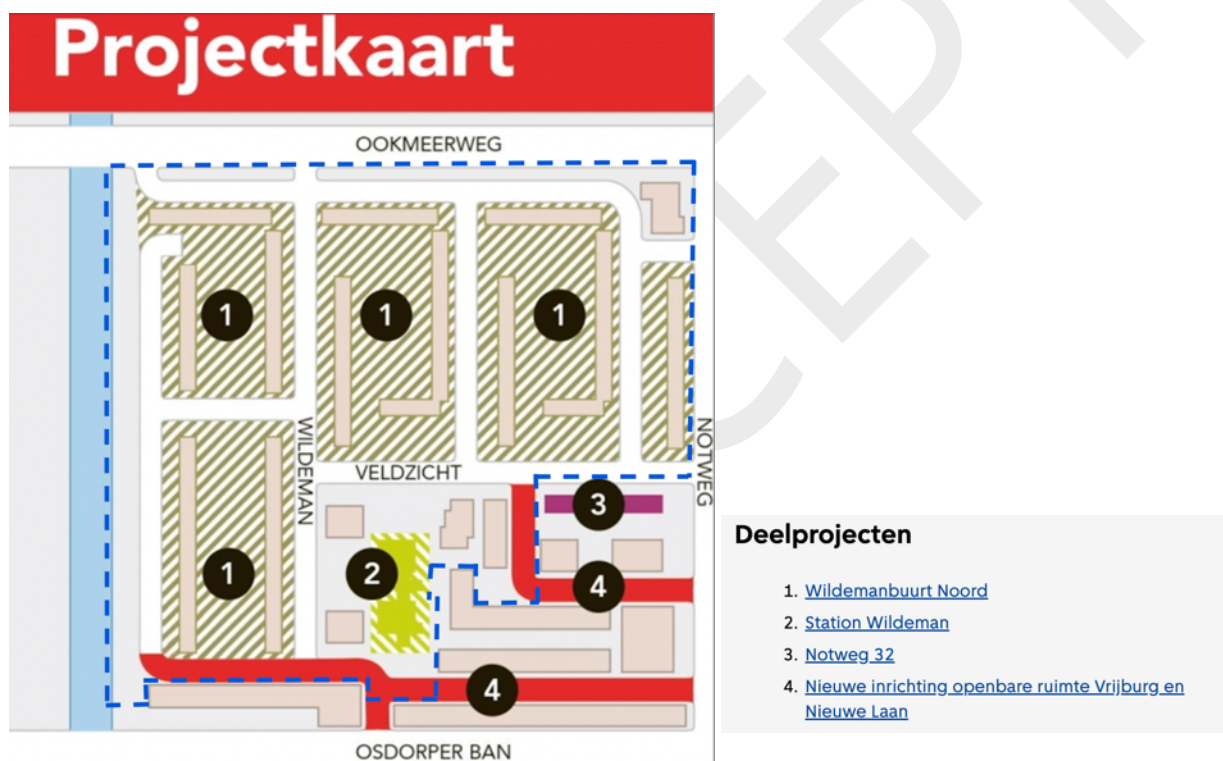 Projectkaart
OOKMEERWEG
1
1
1
WILDEMAN
VELDZICHT
NOTWEG
3
1
2
4
4
OSDORPER BAN
CEPT
Deelprojecten
1. Wildemanbuurt Noord
2. Station Wildeman
3. Notweg 32
4. Nieuwe inrichting openbare ruimte Vrijburg en
Nieuwe Laan